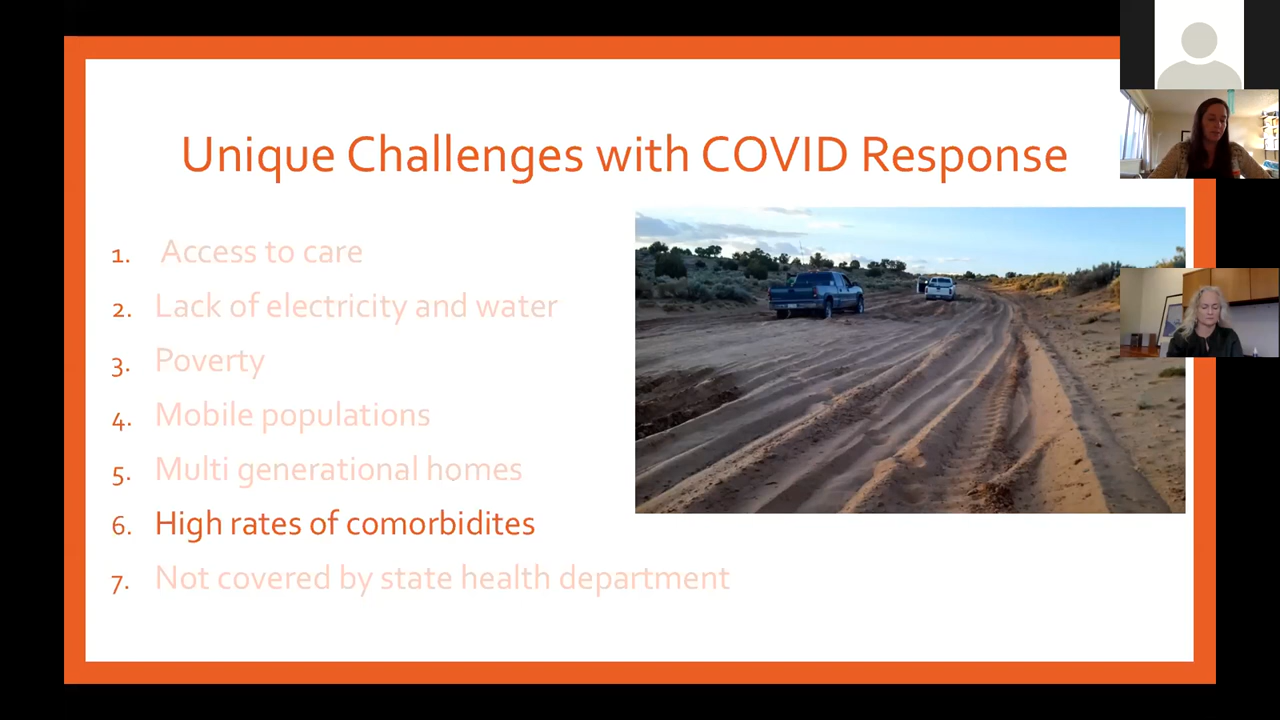 Unique Challenges with COVID Response
1. Access to care
2. Lack of electricity and water
3. Poverty
4. Mobile populations
5. Multi generational homes
6. High rates of comorbidites
7. Not covered by state health department